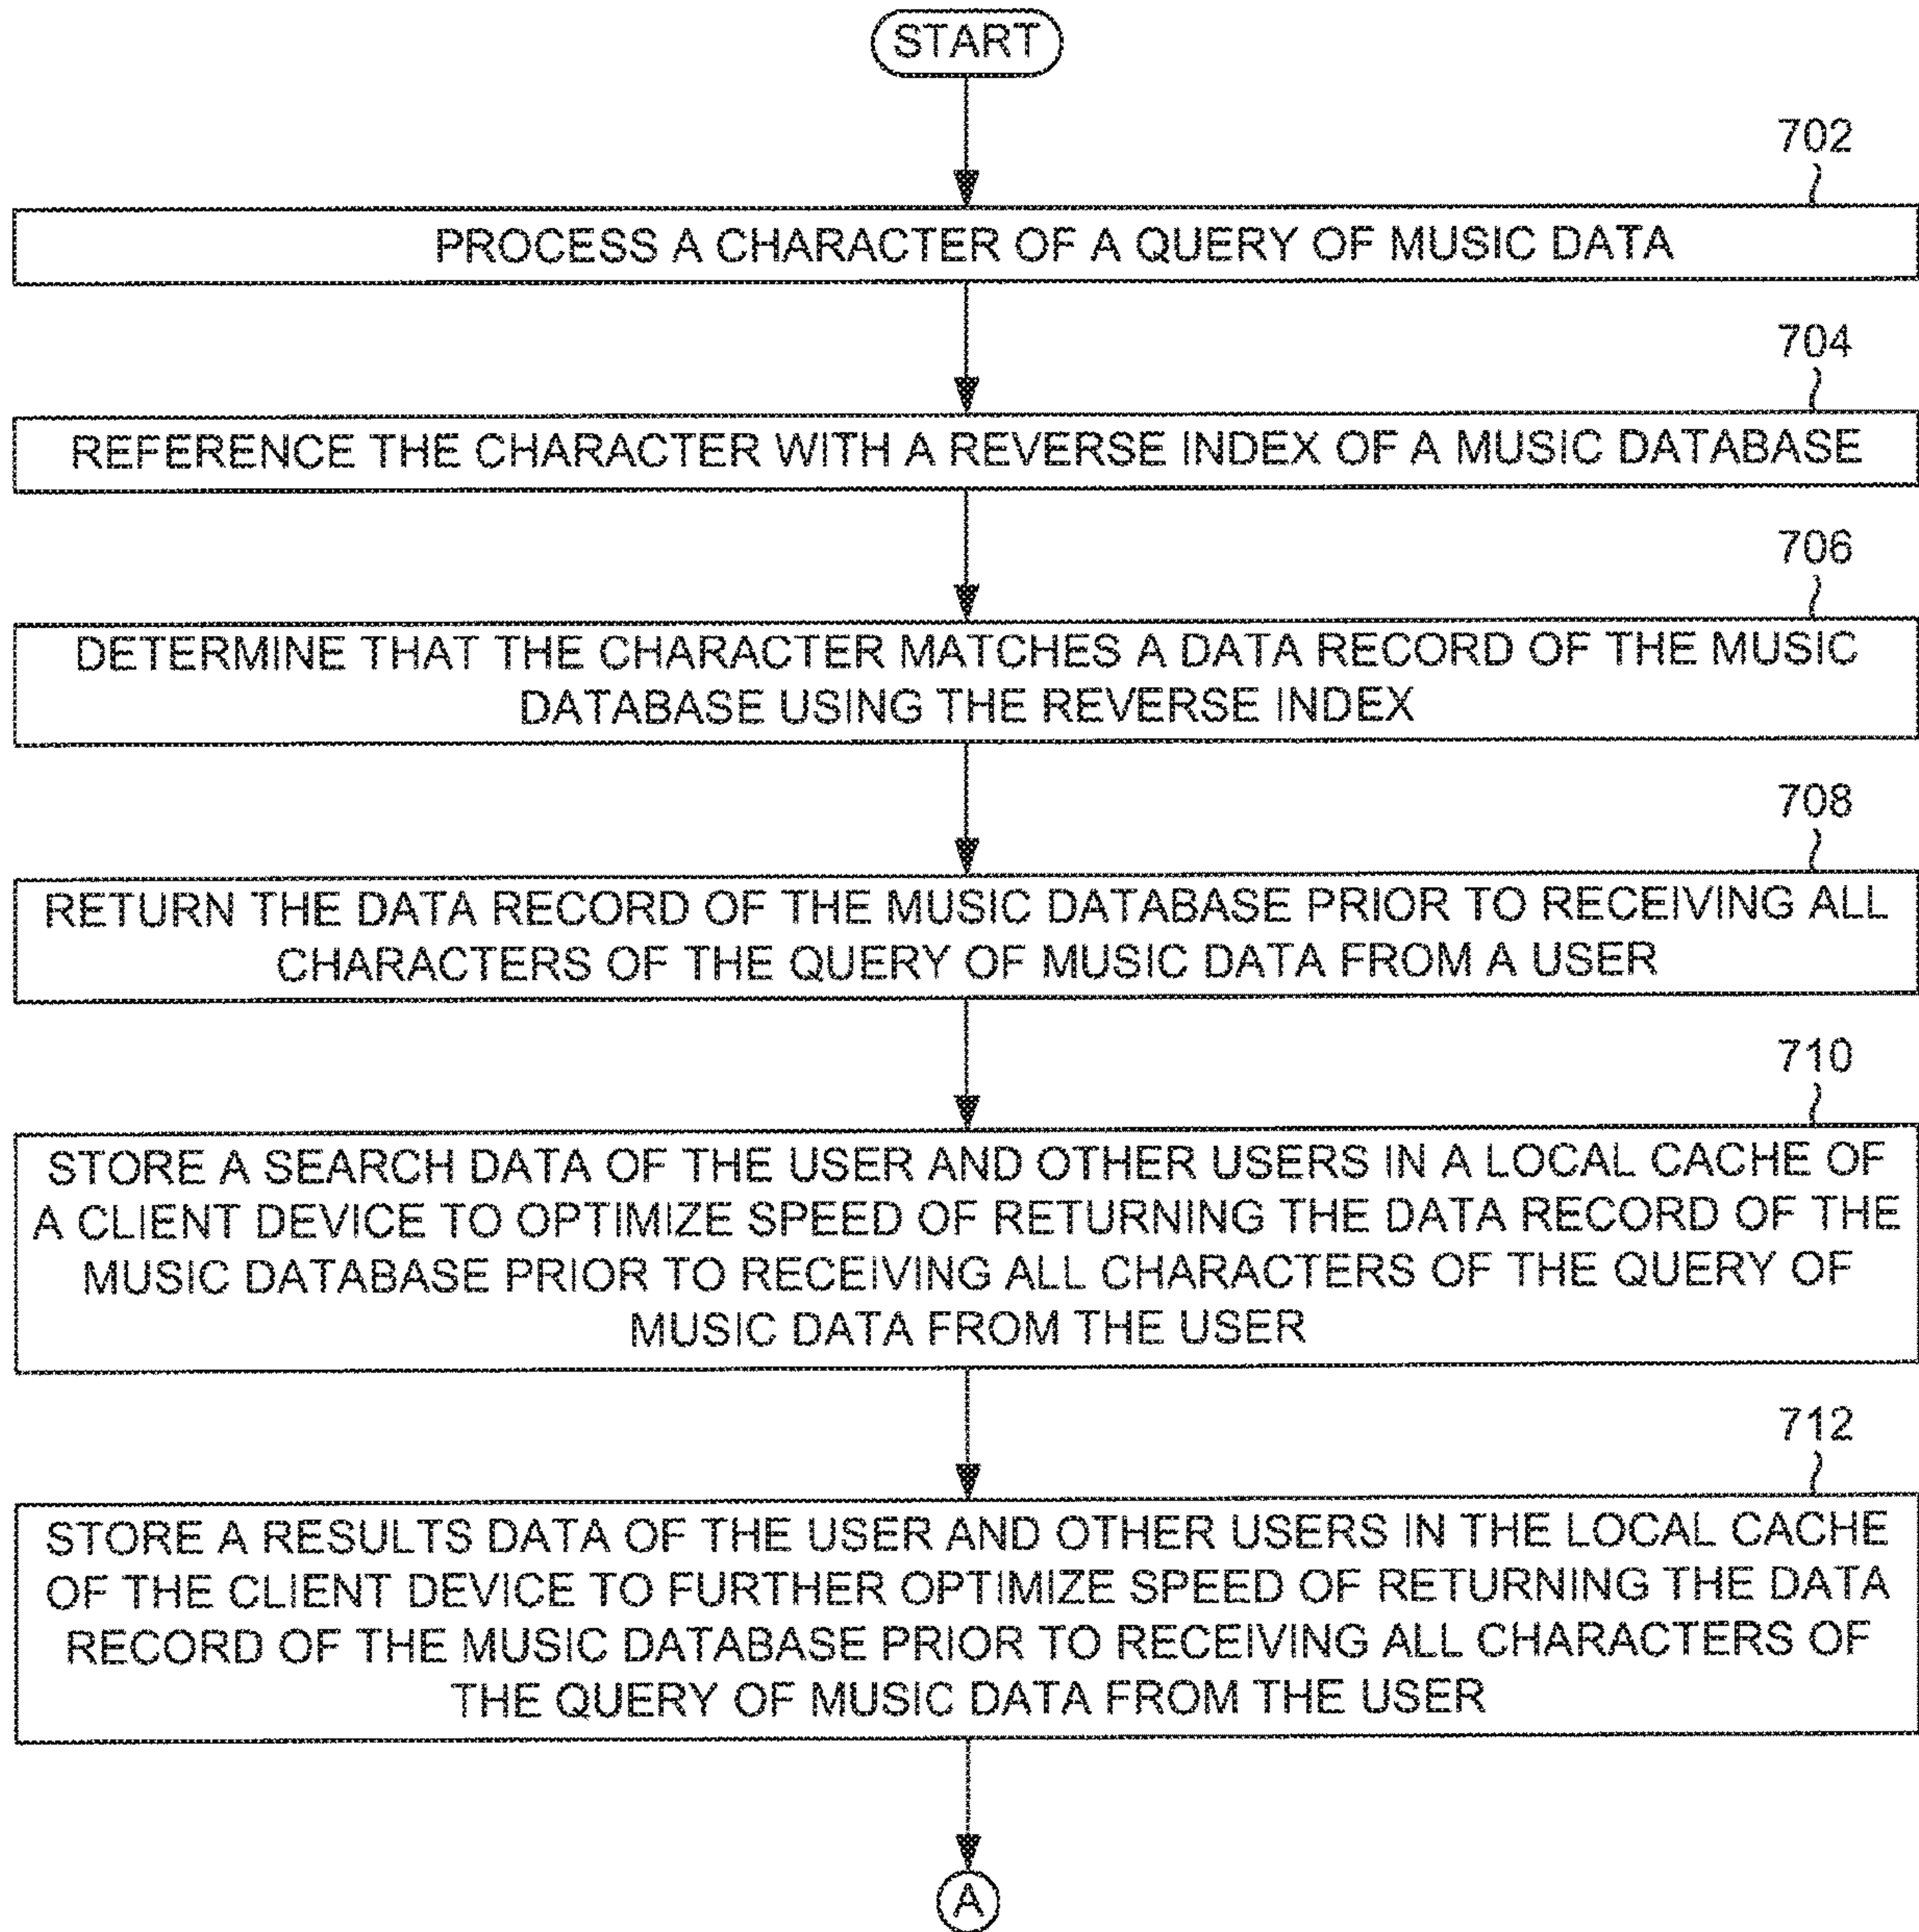 START
702
PROCESS A CHARACTER OF A QUERY OF MUSIC DATA
704
REFERENCE THE CHARACTER WITH A REVERSE INDEX OF A MUSIC DATABASE
706
DETERMINE THAT THE CHARACTER MATCHES A DATA RECORD OF THE MUSIC
DATABASE USING THE REVERSE INDEX
708
RETURN THE DATA RECORD OF THE MUSIC DATABASE PRIOR TO RECEIVING ALL
CHARACTERS OF THE QUERY OF MUSIC DATA FROM A USER
710
STORE A SEARCH DATA OF THE USER AND OTHER USERS IN A LOCAL CACHE OF
A CLIENT DEVICE TO OPTIMIZE SPEED OF RETURNING THE DATA RECORD OF THE
MUSIC DATABASE PRIOR TO RECEIVING ALL CHARACTERS OF THE QUERY OF
MUSIC DATA FROM THE USER
712
STORE A RESULTS DATA OF THE USER AND OTHER USERS IN THE LOCAL CACHE
OF THE CLIENT DEVICE TO FURTHER OPTIMIZE SPEED OF RETURNING THE DATA
RECORD OF THE MUSIC DATABASE PRIOR TO RECEIVING ALL CHARACTERS OF
THE QUERY OF MUSIC DATA FROM THE USER
A